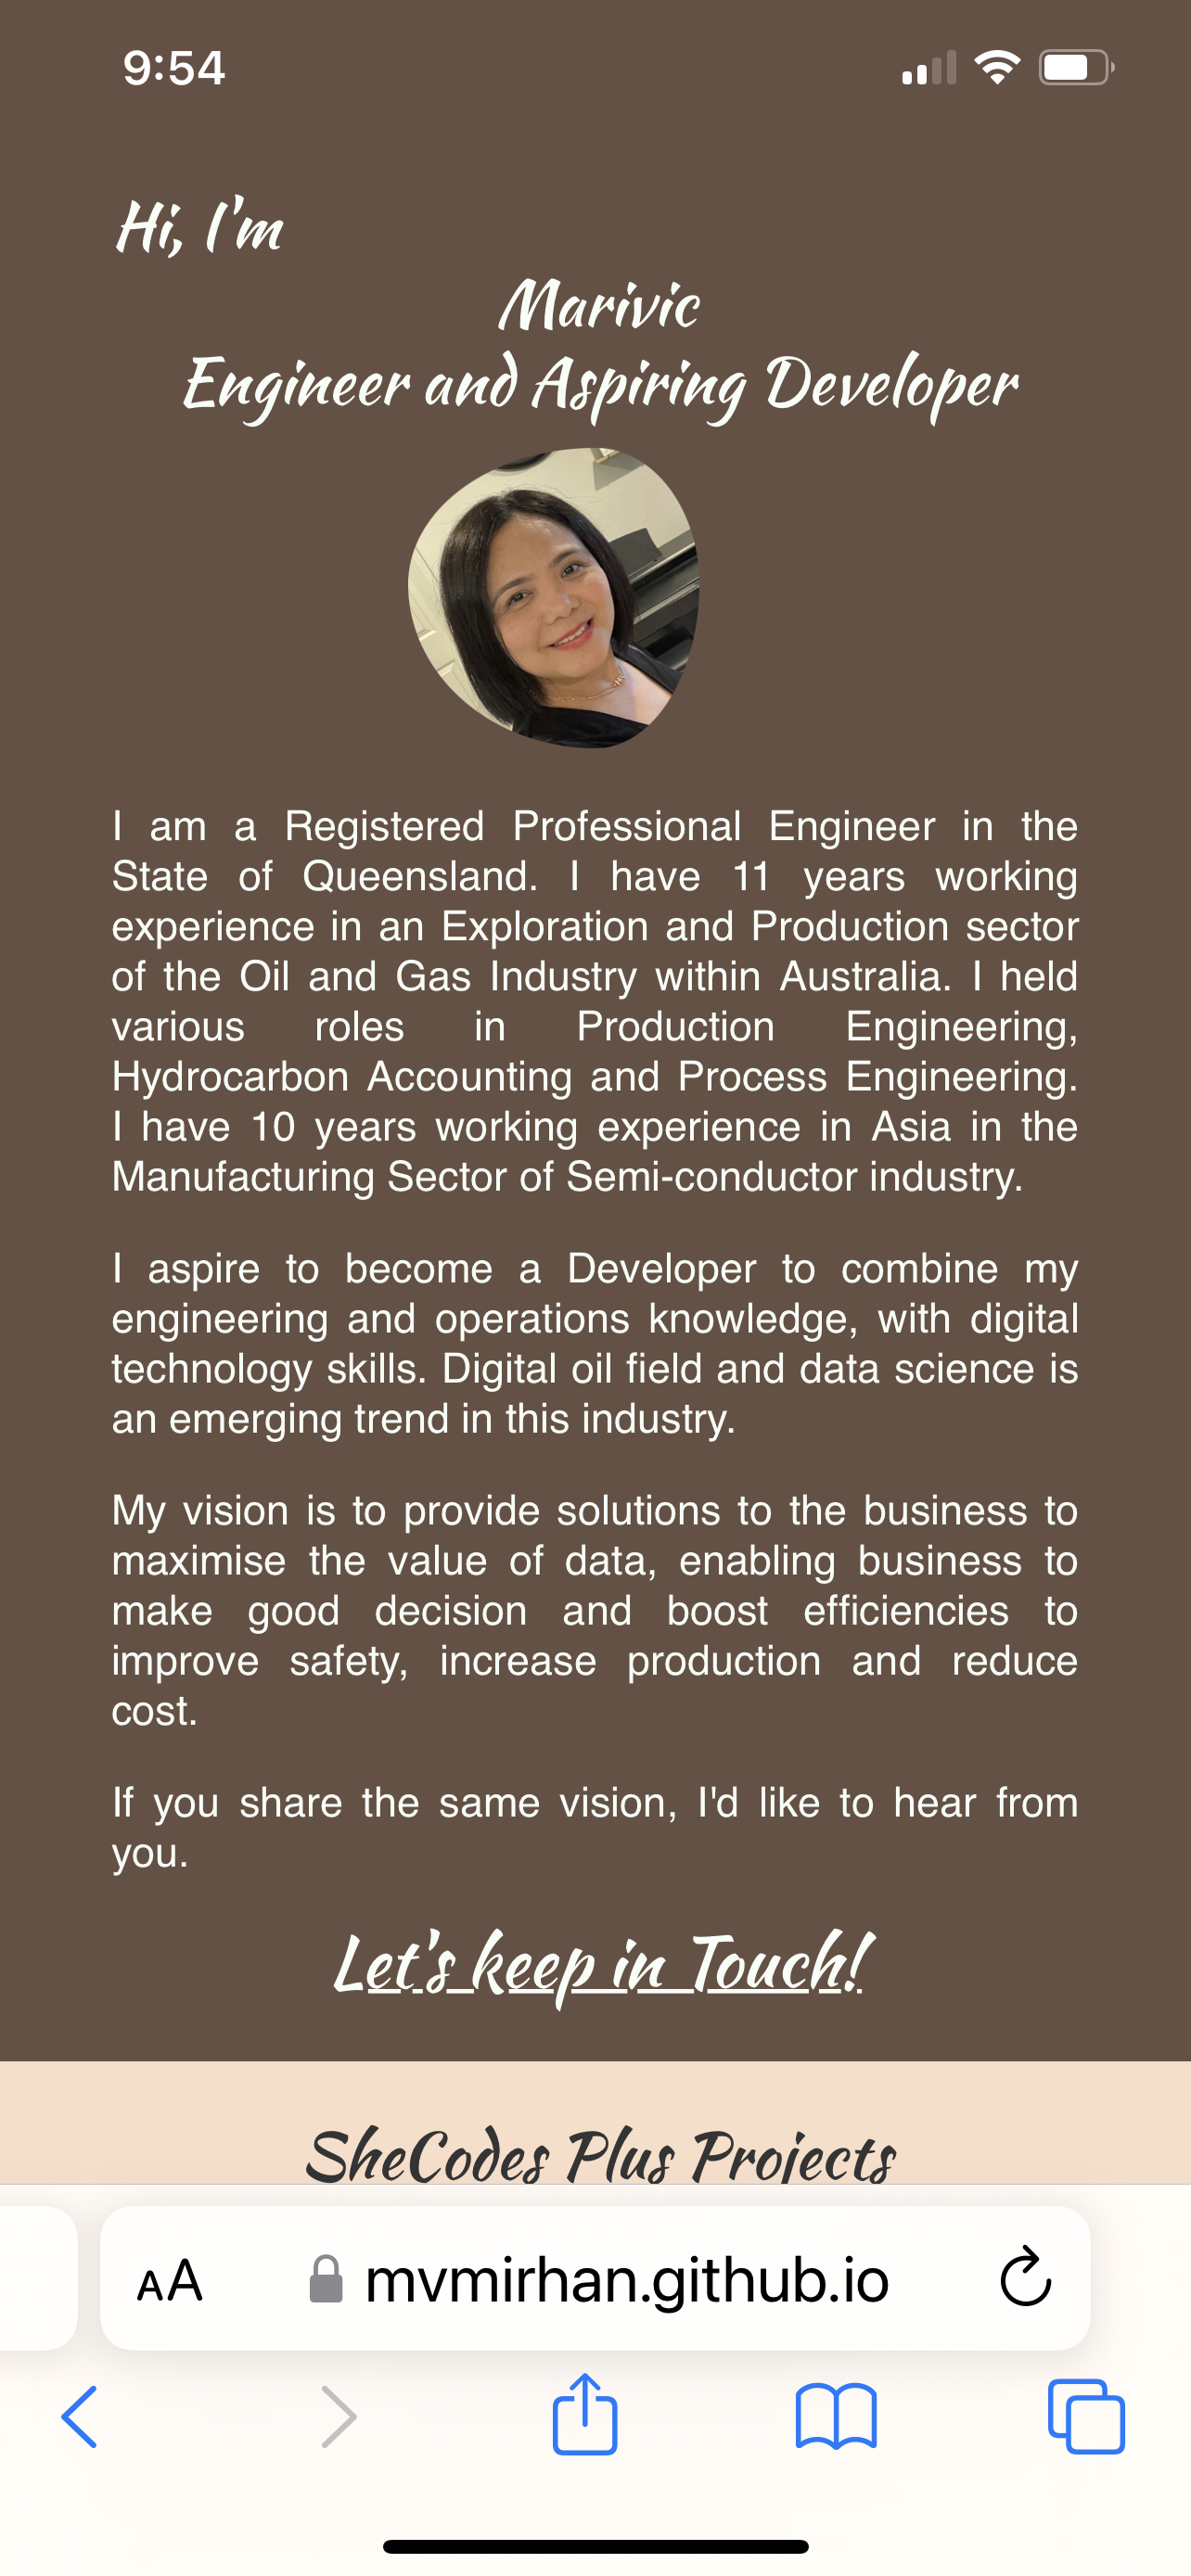 9:54
Hi, I'm
Marivic
Engineer and Aspiring Developer
I am a Registered Professional Engineer in the
State of Queensland. I have 11 years working
experience in an Exploration and Production sector
of the Oil and Gas Industry within Australia. I held
various roles in Production Engineering,
Hydrocarbon Accounting and Process Engineering.
I have 10 years working experience in Asia in the
Manufacturing Sector of Semi-conductor industry.
I aspire to become a Developer to combine my
engineering and operations knowledge, with digital
technology skills. Digital oil field and data science is
an emerging trend in this industry.
My vision is to provide solutions to the business to
maximise the value of data, enabling business to
make good decision and boost efficiencies to
improve safety, increase production and reduce
cost.
If you share the same vision, I'd like to hear from
you.
Let's keep in Touch!
SheCodes Plus Projects
AA mvmirhan.github.io